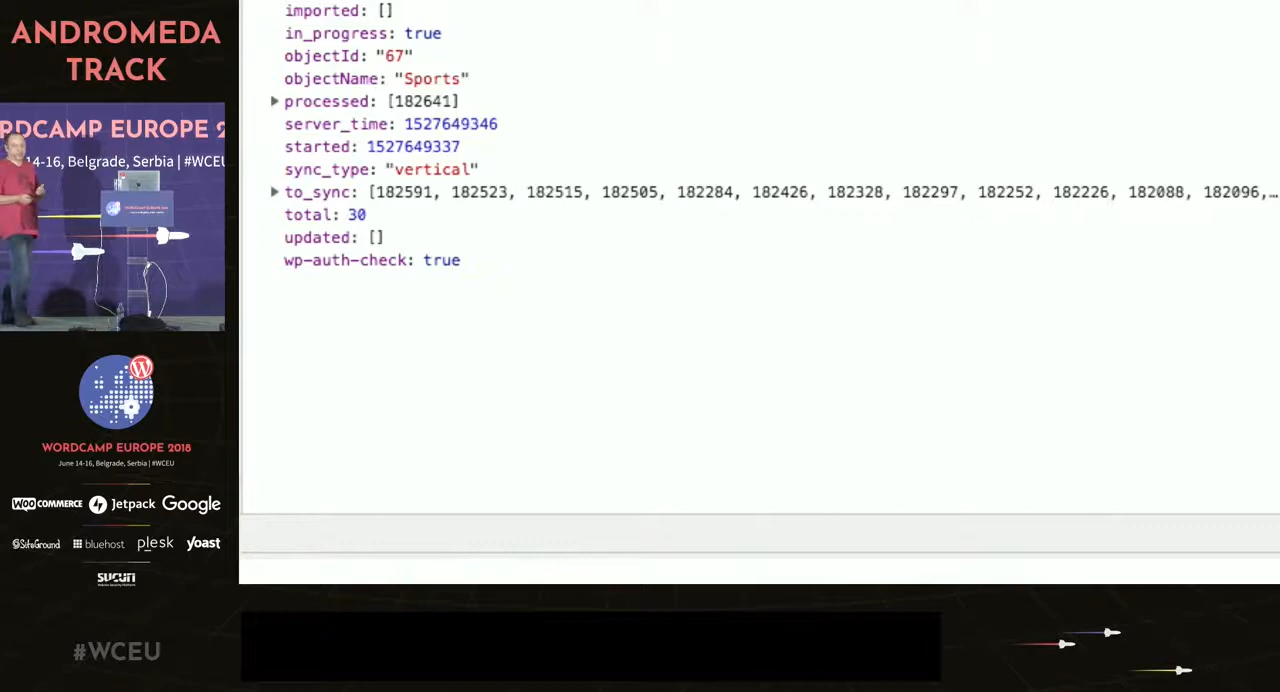 ANDROMEDA
TRACK
RDCAMP EUROPE 2
14-16, Belgrade, Serbia | #WCEU
WORDCAMP EUROPE 2018
June 14-16, Belgrade, Serbia | #WCEU
WOO COMMERCE Jetpack Google
SiteGround bluehost plesk yoast
SUCURI
#WCEU
imported: []
in_progress: true
objectId: "67"
objectName: "Sports"
processed: [182641]
server_time: 1527649346
started: 1527649337
sync_type: "vertical"
to_sync: [182591, 182523, 182515, 182505, 182284, 182426, 182328, 182297, 182252, 182226, 182088, 182096,…
total: 30
updated: []
wp-auth-check: true